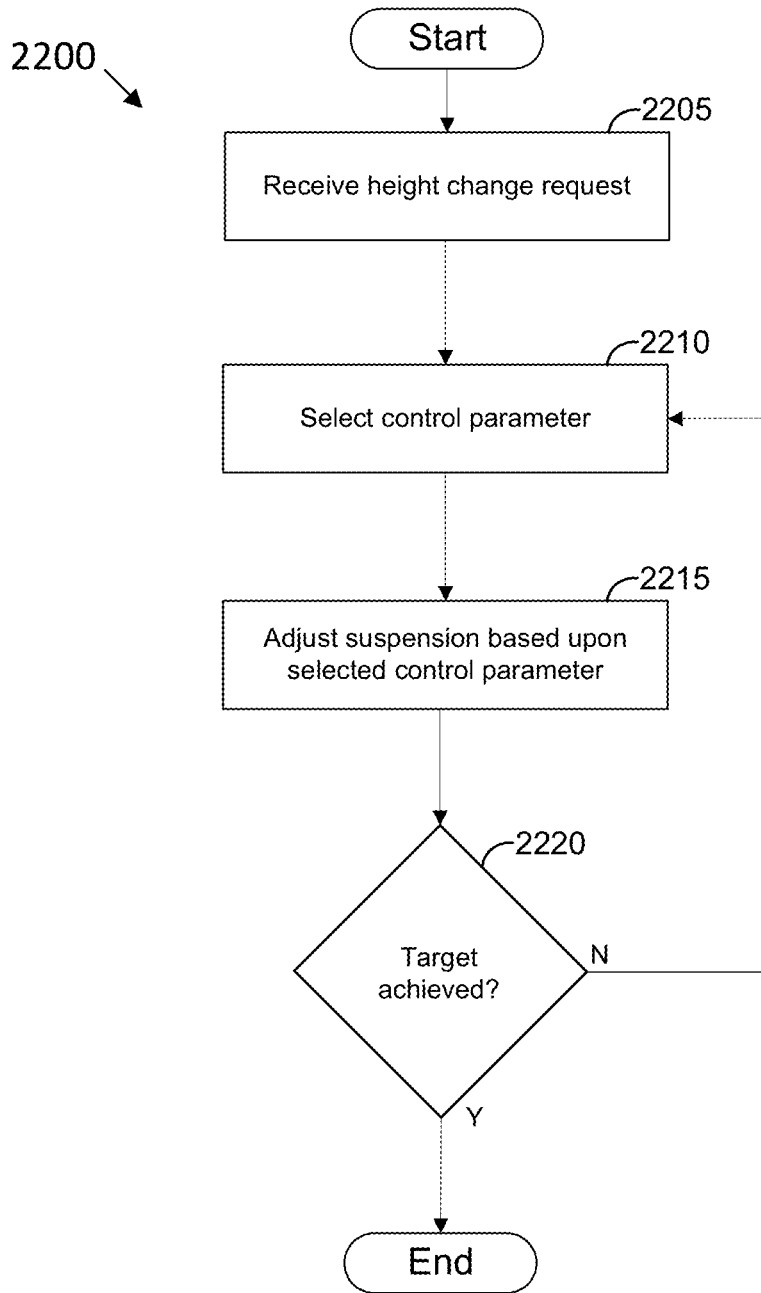 Start
2200
2205
Receive height change request
2210
Select control parameter
2215
Adjust suspension based upon
selected control parameter
2220
Target
achieved?
N
Y
End